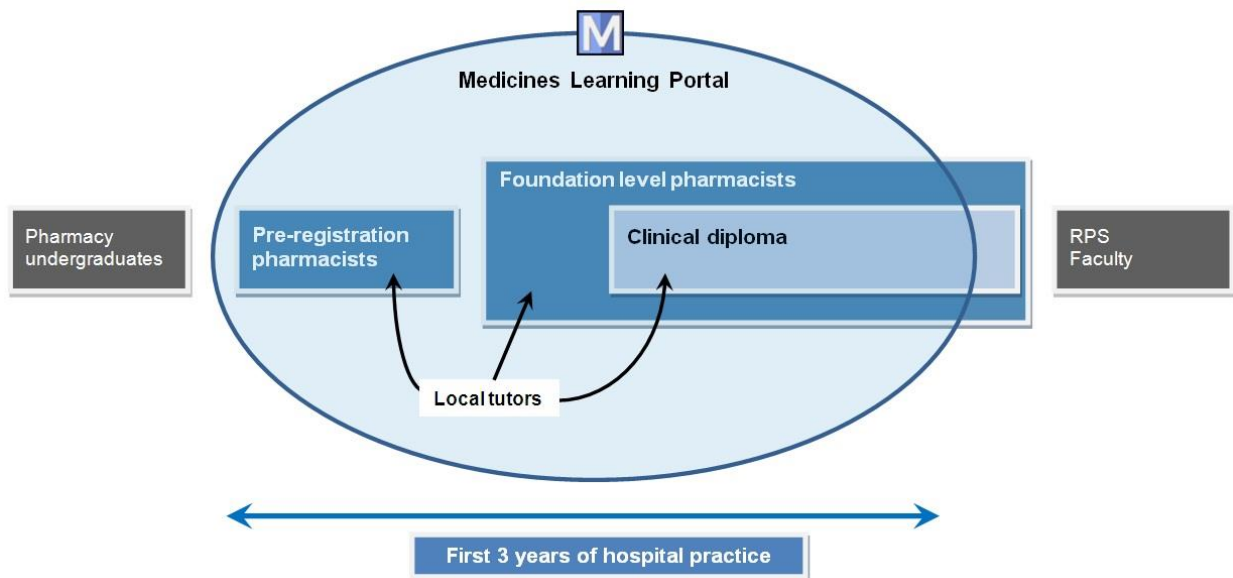 M
Medicines Learning Portal
Foundation level pharmacists
Pharmacy
undergraduates
Pre-registration
pharmacists
Clinical diploma
RPS
Faculty
Local tutors
First 3 years of hospital practice